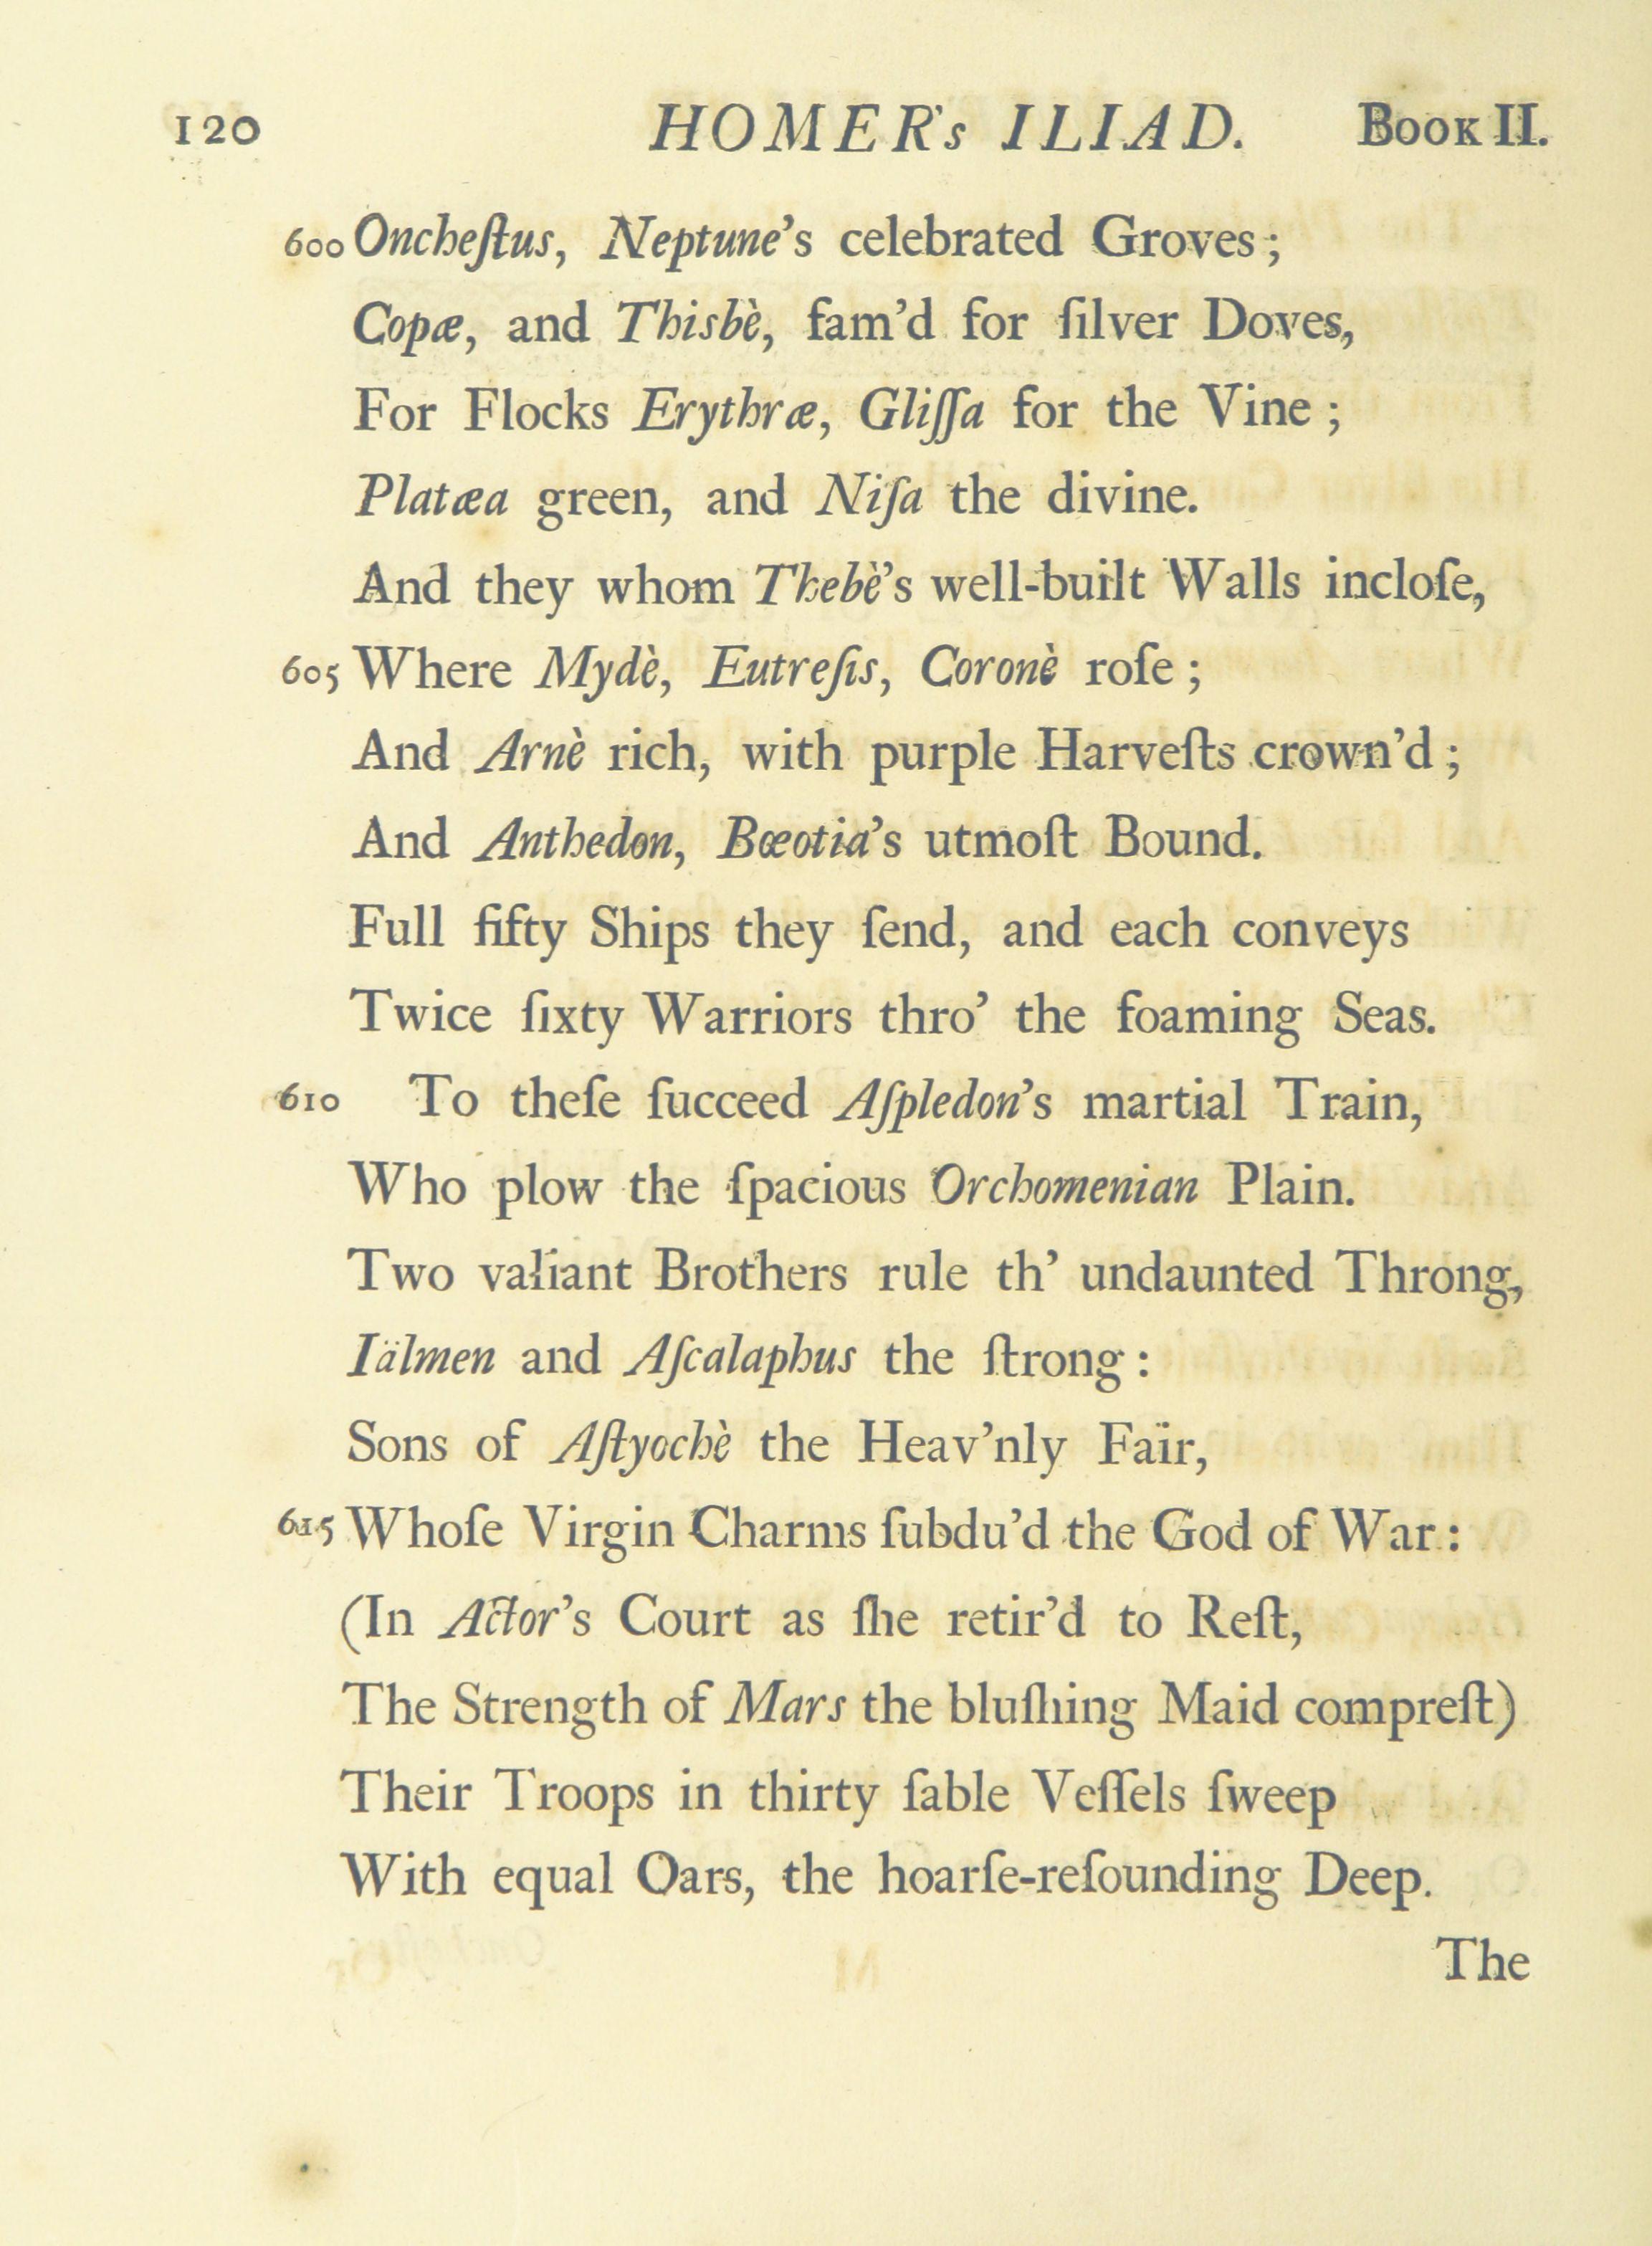 120 HOMER's ILIAD. BOOK II.
600 Oncheſtus, Neptune's celebrated Groves;
Copæ, and Thisbè, fam'd for ſilver Doves,
For Flocks Erythræ, Gliſſa for the Vine;
Platæa green, and Niſa the divine.
And they whom Thebè's well-built Walls incloſe,
605 Where Mydè, Eutreſis, Coronè roſe;
And Arnè rich, with purple Harveſts crown'd;
And Anthedon, Bœotia's utmoſt Bound.
Full fifty Ships they ſend, and each conveys
Twice ſixty Warriors thro' the foaming Seas.
610 To theſe ſucceed Aſpledon's martial Train,
Who plow the ſpacious Orchomenian Plain.
Two valiant Brothers rule th' undaunted Throng,
Iälmen and Aſcalaphus the ſtrong:
Sons of Aſtyochè the Heav'nly Fair,
615 Whoſe Virgin Charms ſubdu'd the God of War:
(In Actor's Court as ſhe retir'd to Reſt,
The Strength of Mars the bluſhing Maid compreſt)
Their Troops in thirty ſable Veſſels ſweep
With equal Oars, the hoarſe-reſounding Deep.
The